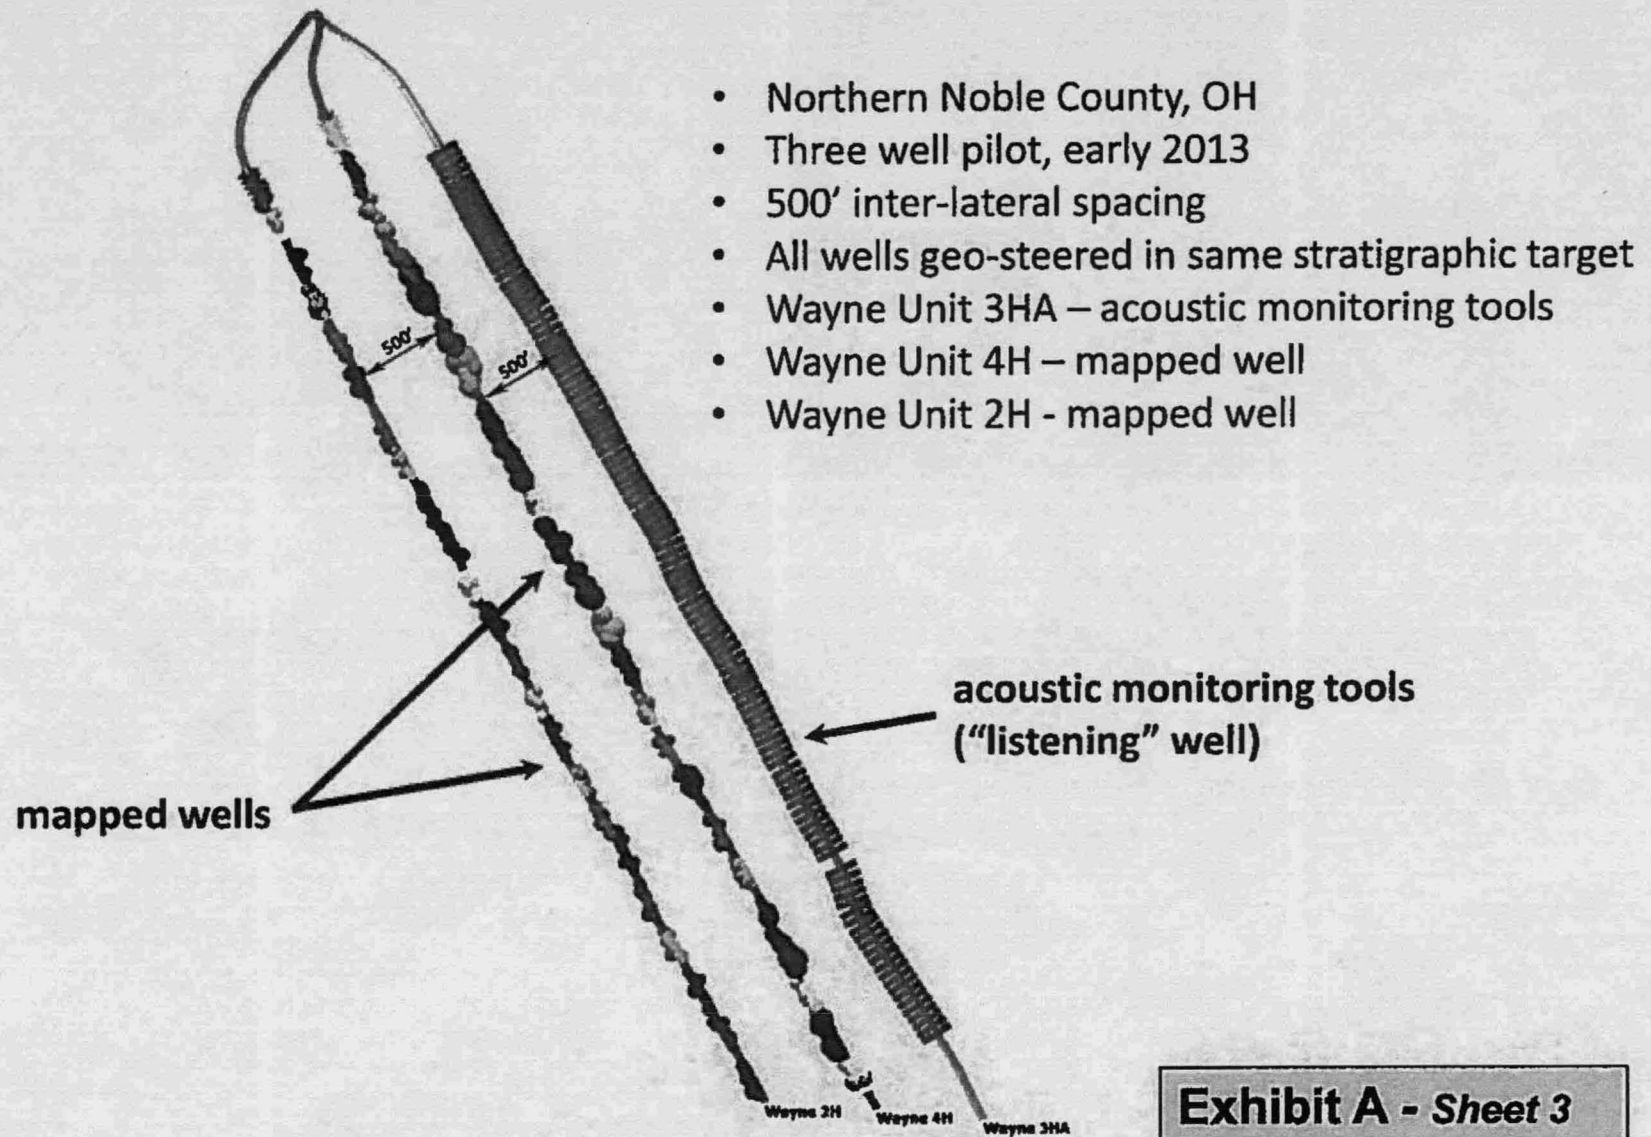 • Northern Noble County, OH
• Three well pilot, early 2013
• 500' inter-lateral spacing
• All wells geo-steered in same stratigraphic target
• Wayne Unit 3HA – acoustic monitoring tools
• Wayne Unit 4H – mapped well
• Wayne Unit 2H - mapped well
500'
500'
acoustic monitoring tools
("listening" well)
mapped wells
Wayne 2H
Wayne 4H
Wayne 3HA
Exhibit A - Sheet 3